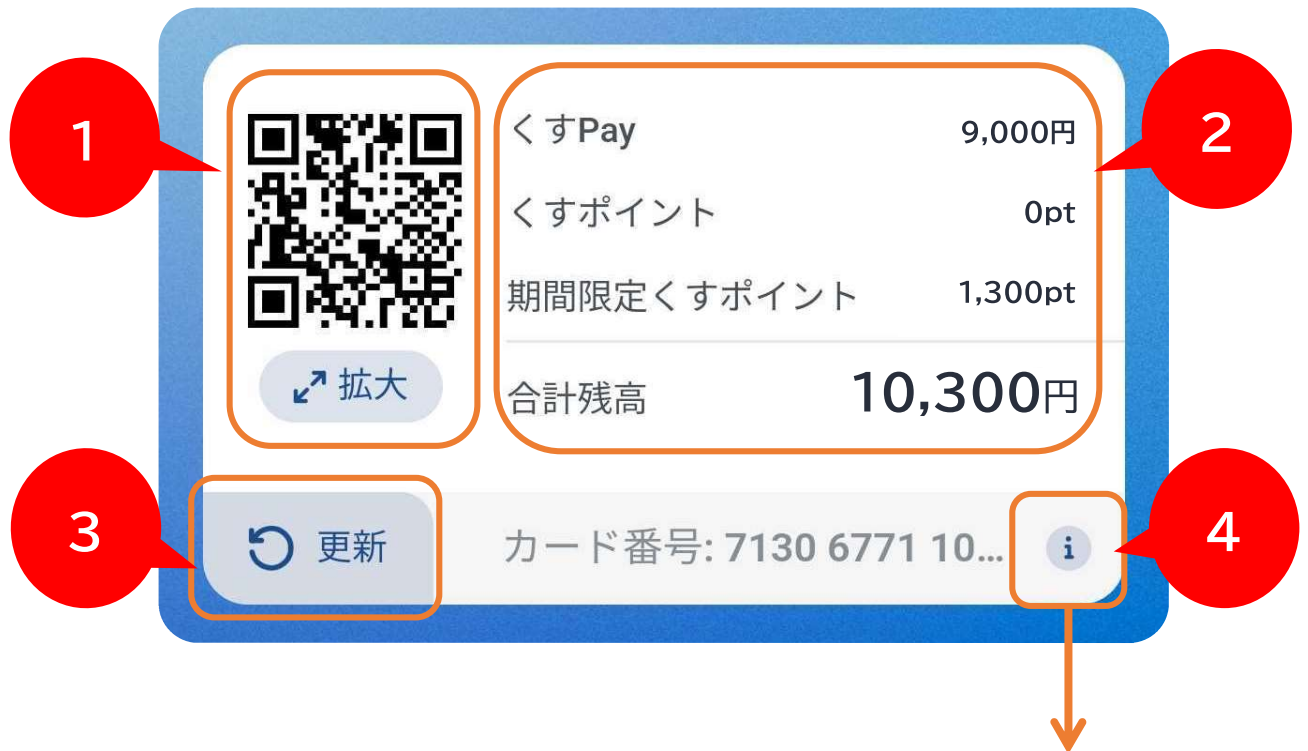 1
くすPay 9,000円
2
くすポイント 0pt
期間限定くすポイント 1,300pt
拡大
合計残高 10,300円
3
更新
カード番号: 7130 6771 10...
i
4